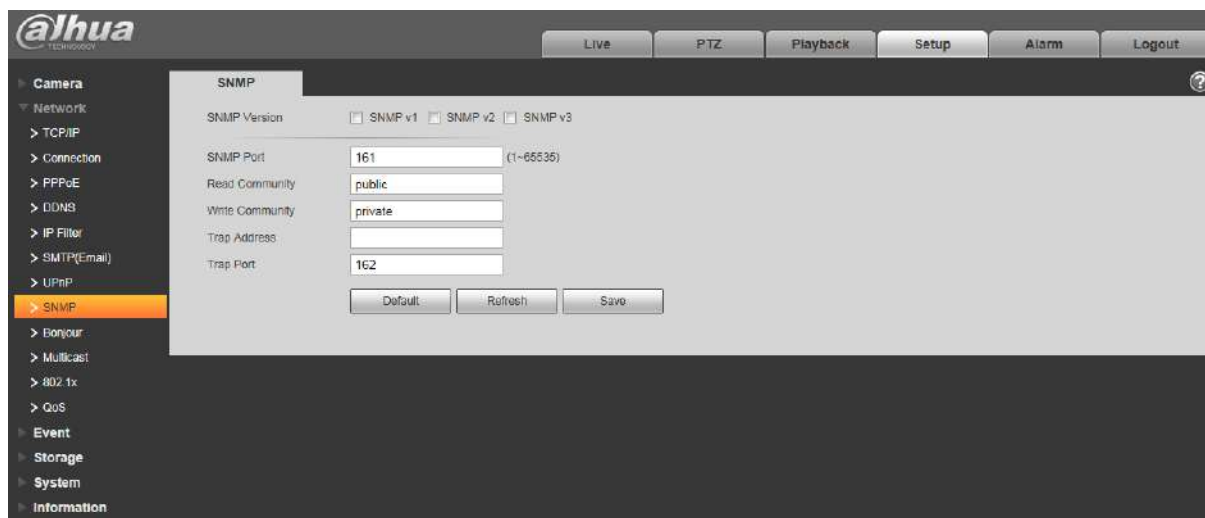 alhua
TECHNOLOGY
Live PTZ Playback Setup Alarm Logout
Camera
Network
> TCP/IP
> Connection
> PPPoE
> DDNS
> IP Filter
> SMTP(Email)
> UPnP
> SNMP
> Bonjour
> Multicast
> 802.1x
> QoS
Event
Storage
System
Information
SNMP
?
SNMP Version SNMP v1 SNMP v2 SNMP v3
SNMP Port 161 (1~65535)
Read Community public
Write Community private
Trap Address
Trap Port 162
Default Refresh Save